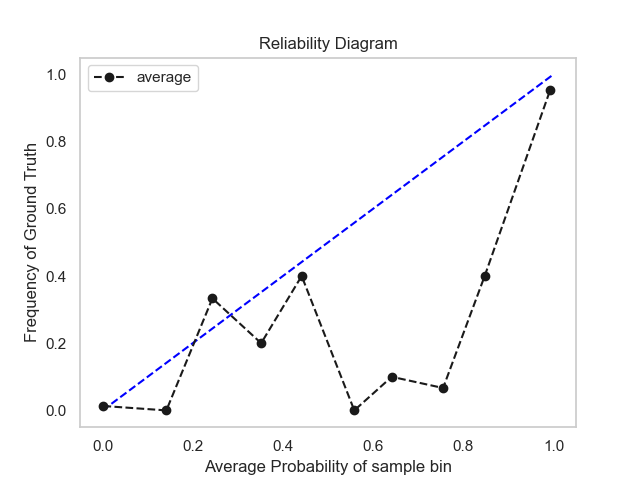 Reliability Diagram
average
1.0
0.8
0.6
0.4
0.2
0.0
Frequency of Ground Truth
0.0 0.2 0.4 0.6 0.8 1.0
Average Probability of sample bin